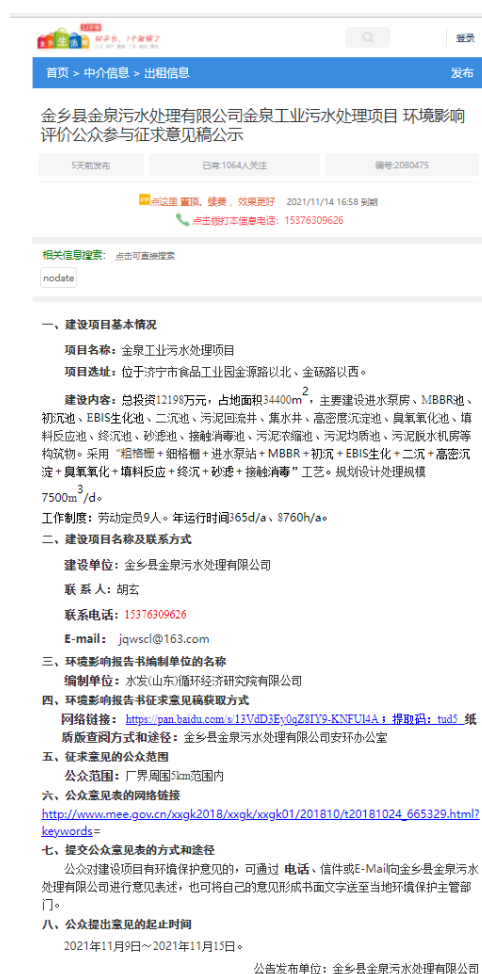 生活
好平台，1个就够了
登录
首页 > 中介信息 > 出租信息
发布
金乡县金泉污水处理有限公司金泉工业污水处理项目 环境影响
评价公众参与征求意见稿公示
5天前发布
已有:1064人关注
编号:2080475
点这里 置顶、续费 ，效果更好 2021/11/14 16:58 到期
点击拨打本信息电话：15376309626
相关信息搜索： 点击可直接搜索
nodate
一、建设项目基本情况
项目名称：金泉工业污水处理项目
项目选址：位于济宁市食品工业园金源路以北、金砀路以西。
建设内容：总投资12198万元，占地面积34400m²，主要建设进水泵房、MBBR池、
初沉池、EBIS生化池、二沉池、污泥回流井、集水井、高密度沉淀池、臭氧氧化池、填
料反应池、终沉池、砂滤池、接触消毒池、污泥浓缩池、污泥均质池、污泥脱水机房等
构筑物。采用“粗格栅+细格栅+进水泵站+MBBR+初沉+EBIS生化+二沉+高密沉
淀+臭氧氧化+填料反应+终沉+砂滤+接触消毒”工艺。规划设计处理规模
7500m³/d。
工作制度：劳动定员9人。年运行时间365d/a、8760h/a。
二、建设项目名称及联系方式
建设单位：金乡县金泉污水处理有限公司
联 系 人：胡玄
联系电话：15376309626
E-mail： jqwscl@163.com
三、环境影响报告书编制单位的名称
编制单位：水发(山东)循环经济研究院有限公司
四、环境影响报告书征求意见稿获取方式
网络链接： https://pan.baidu.com/s/13VdD3Ey0qZ8IY9-KNFUl4A；提取码：tud5 纸
质版查阅方式和途径：金乡县金泉污水处理有限公司安环办公室
五、征求意见的公众范围
公众范围：厂界周围5km范围内
六、公众意见表的网络链接
http://www.mee.gov.cn/xxgk2018/xxgk/xxgk01/201810/t20181024_665329.html?
keywords=
七、提交公众意见表的方式和途径
公众对建设项目有环境保护意见的，可通过 电话、信件或E-Mail向金乡县金泉污水
处理有限公司进行意见表述，也可将自己的意见形成书面文字送至当地环境保护主管部
门。
八、公众提出意见的起止时间
2021年11月9日～2021年11月15日。
公告发布单位：金乡县金泉污水处理有限公司